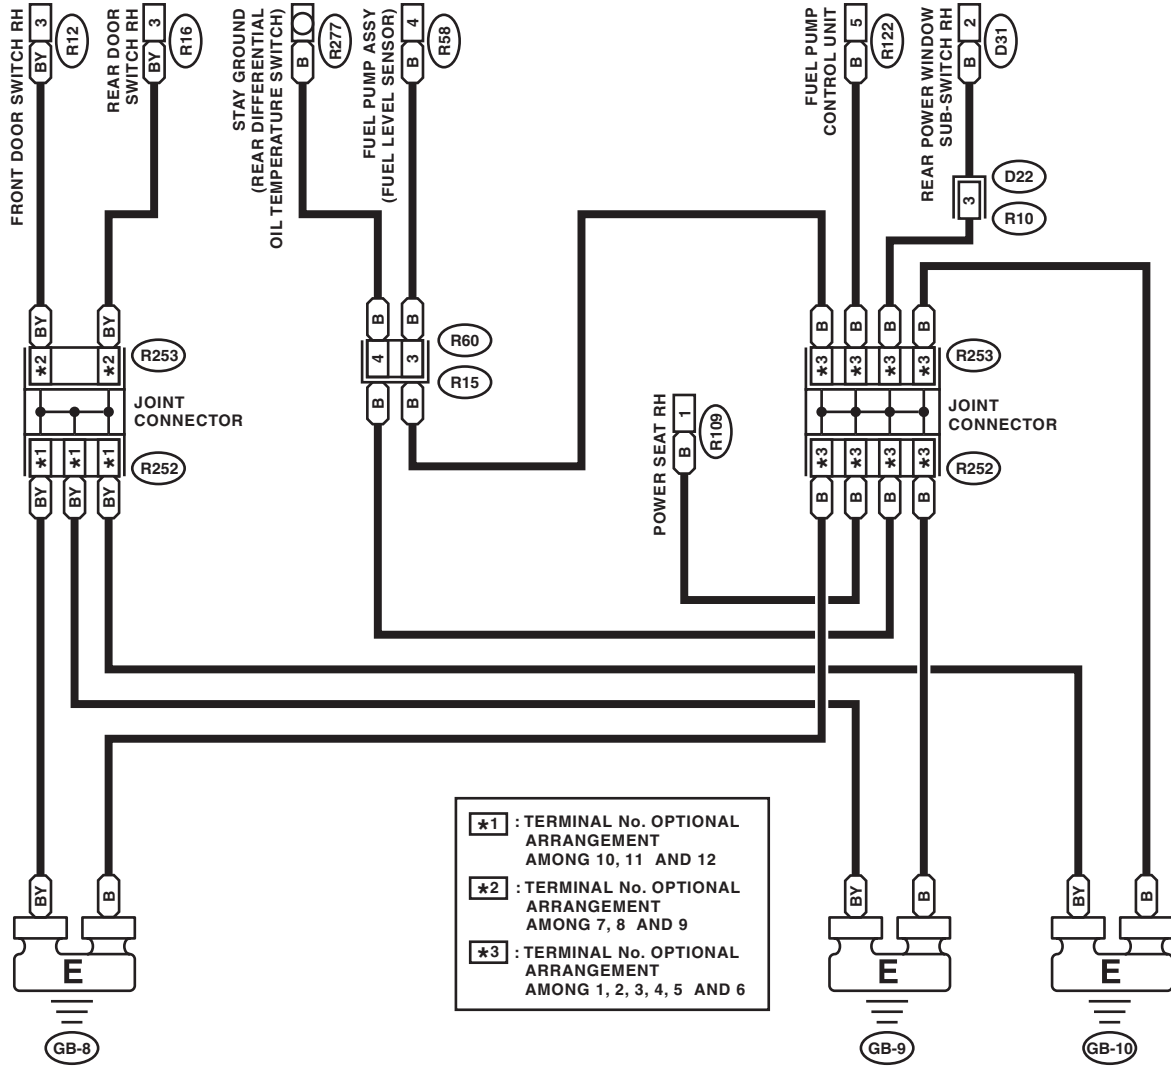 FRONT DOOR SWITCH RH
3
BY
R12
REAR DOOR
SWITCH RH
3
BY
R16
STAY GROUND
(REAR DIFFERENTIAL
OIL TEMPERATURE SWITCH)
B
R277
FUEL PUMP ASSY
(FUEL LEVEL SENSOR)
4
B
R58
FUEL PUMP
CONTROL UNIT
5
B
R122
REAR POWER WINDOW
SUB-SWITCH RH
2
B
D31
3
D22
R10
BY
BY
*2
*2
R253
JOINT
CONNECTOR
*1
*1
*1
R252
BY
BY
BY
B
B
4
3
R60
R15
B
B
POWER SEAT RH
1
B
R109
B
B
B
B
*3
*3
*3
*3
R253
JOINT
CONNECTOR
*3
*3
*3
*3
R252
B
B
B
B
*1 : TERMINAL No. OPTIONAL
ARRANGEMENT
AMONG 10, 11 AND 12
*2 : TERMINAL No. OPTIONAL
ARRANGEMENT
AMONG 7, 8 AND 9
*3 : TERMINAL No. OPTIONAL
ARRANGEMENT
AMONG 1, 2, 3, 4, 5 AND 6
BY
B
E
GB-8
BY
B
E
GB-9
BY
B
E
GB-10